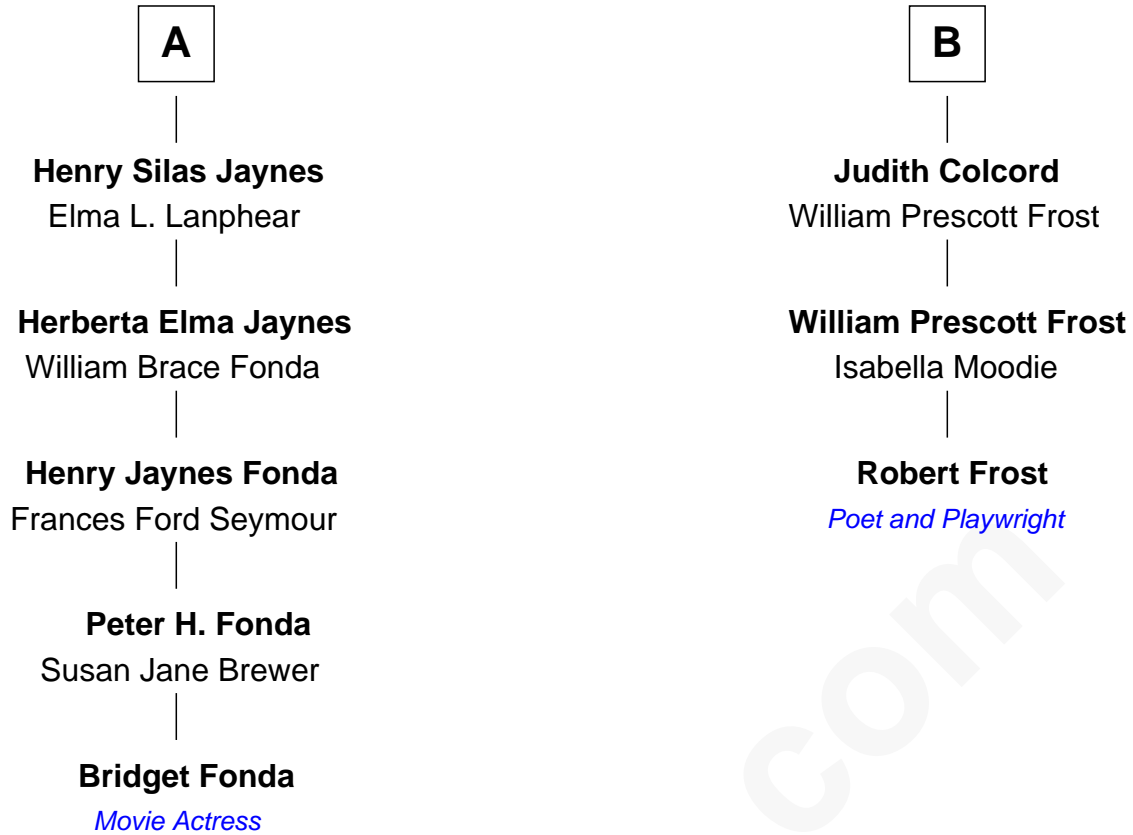 A
Henry Silas Jaynes
Elma L. Lanphear
Herberta Elma Jaynes
William Brace Fonda
Henry Jaynes Fonda
Frances Ford Seymour
Peter H. Fonda
Susan Jane Brewer
Bridget Fonda
Movie Actress
B
Judith Colcord
William Prescott Frost
William Prescott Frost
Isabella Moodie
Robert Frost
Poet and Playwright
com